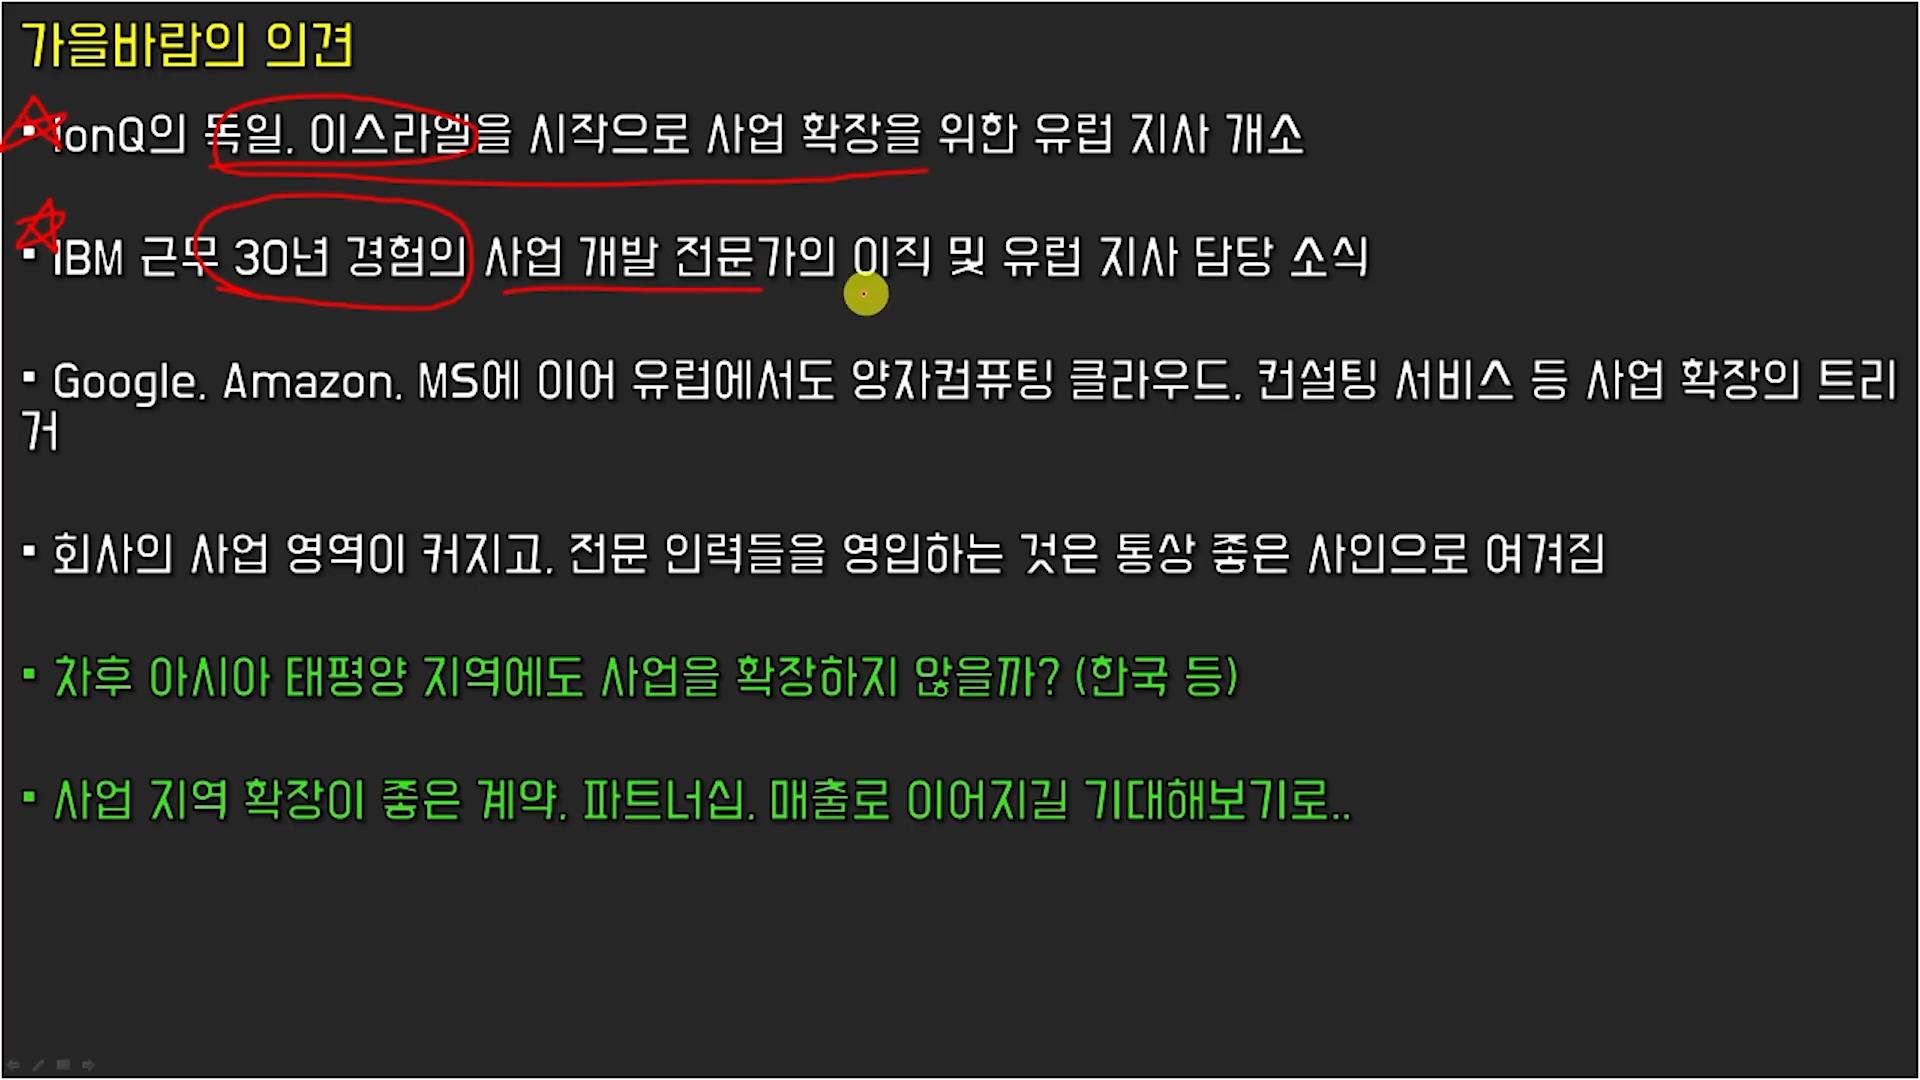 가을바람의 의견
▪ IonQ의 독일, 이스라엘을 시작으로 사업 확장을 위한 유럽 지사 개소
▪ IBM 근무 30년 경험의 사업 개발 전문가의 이직 및 유럽 지사 담당 소식
▪ Google, Amazon, MS에 이어 유럽에서도 양자컴퓨팅 클라우드, 컨설팅 서비스 등 사업 확장의 트리
거
▪ 회사의 사업 영역이 커지고, 전문 인력들을 영입하는 것은 통상 좋은 사인으로 여겨짐
▪ 차후 아시아 태평양 지역에도 사업을 확장하지 않을까? (한국 등)
▪ 사업 지역 확장이 좋은 계약, 파트너십, 매출로 이어지길 기대해보기로..